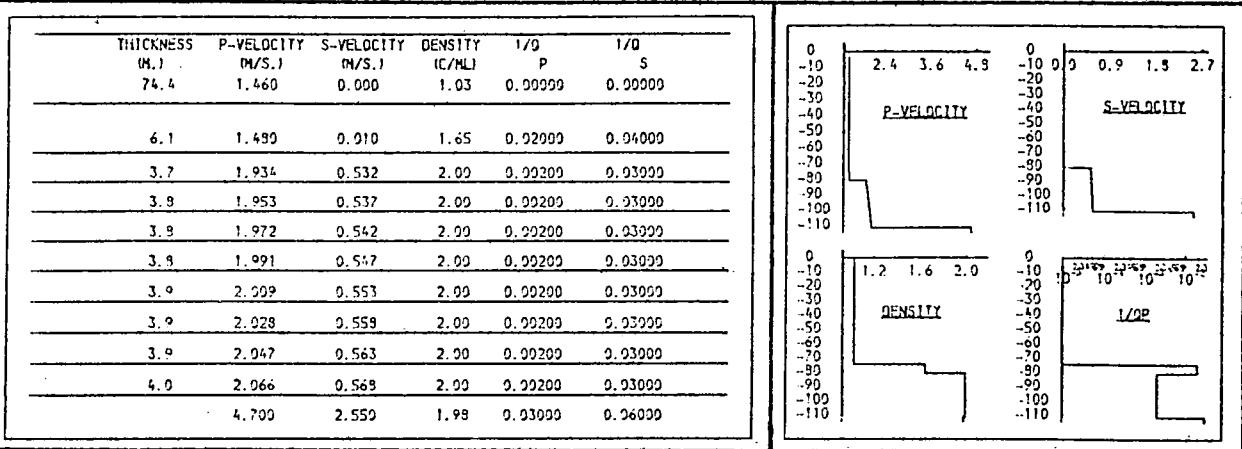 THICKNESS P-VELOCITY S-VELOCITY DENSITY 1/Q 1/Q
(M.) (M/S.) (M/S.) (C/ML) P S
74.4 1.460 0.000 1.03 0.00000 0.00000
6.1 1.480 0.010 1.65 0.02000 0.04000
3.7 1.934 0.532 2.00 0.00200 0.03000
3.8 1.953 0.537 2.00 0.00200 0.03000
3.8 1.972 0.542 2.00 0.00200 0.03000
3.8 1.991 0.547 2.00 0.00200 0.03000
3.9 2.009 0.553 2.00 0.00200 0.03000
3.9 2.028 0.558 2.00 0.00200 0.03000
3.9 2.047 0.563 2.00 0.00200 0.03000
4.0 2.066 0.568 2.00 0.00200 0.03000
4.700 2.550 1.98 0.03000 0.06000
0
-10 2.4 3.6 4.8
-20
-30
-40 P-VELOCITY
-50
-60
-70
-80
-90
-100
-110
0
-10 0.0 0.9 1.8 2.7
-20
-30
-40 S-VELOCITY
-50
-60
-70
-80
-90
-100
-110
0
-10 1.2 1.6 2.0
-20
-30
-40 DENSITY
-50
-60
-70
-80
-90
-100
-110
0
-10 10 10 10 10
-20
-30
-40 1/QP
-50
-60
-70
-80
-90
-100
-110